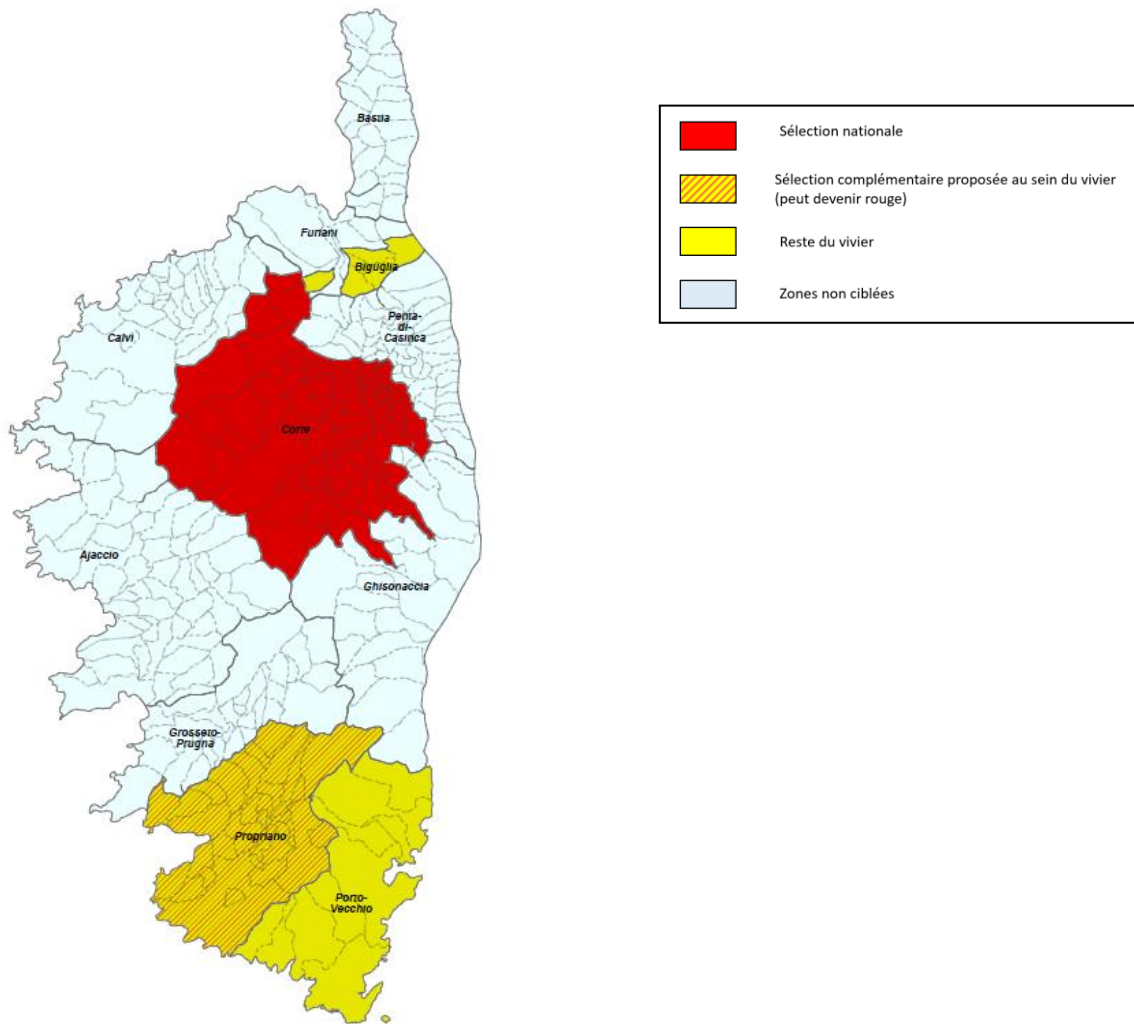 Bastia
Furiani
Biguglia
Penta-
di-
Casinca
Calvi
Corte
Ajaccio
Ghisonaccia
Grosseto-
Prugna
Propriano
Porto-
Vecchio
Sélection nationale
Sélection complémentaire proposée au sein du vivier
(peut devenir rouge)
Reste du vivier
Zones non ciblées